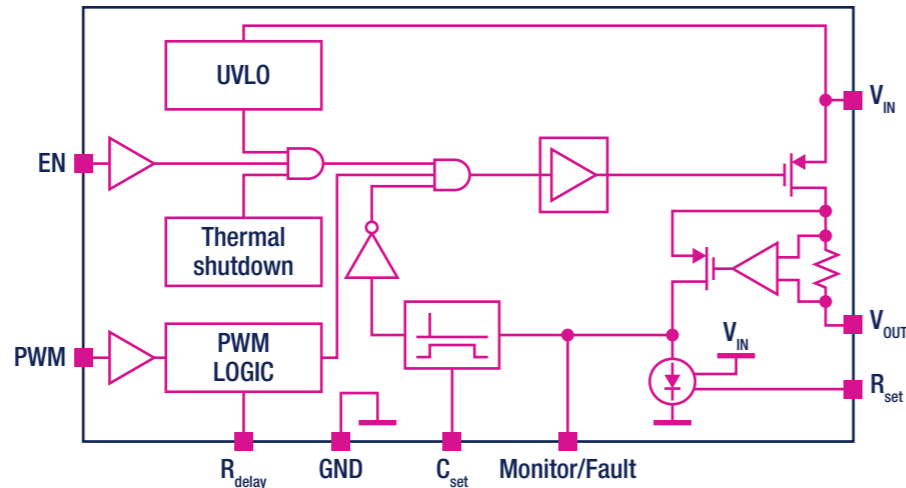 UVLO
V_IN
EN
Thermal
shutdown
PWM
PWM
LOGIC
V_IN
V_OUT
R_set
R_delay
GND
C_set
Monitor/Fault